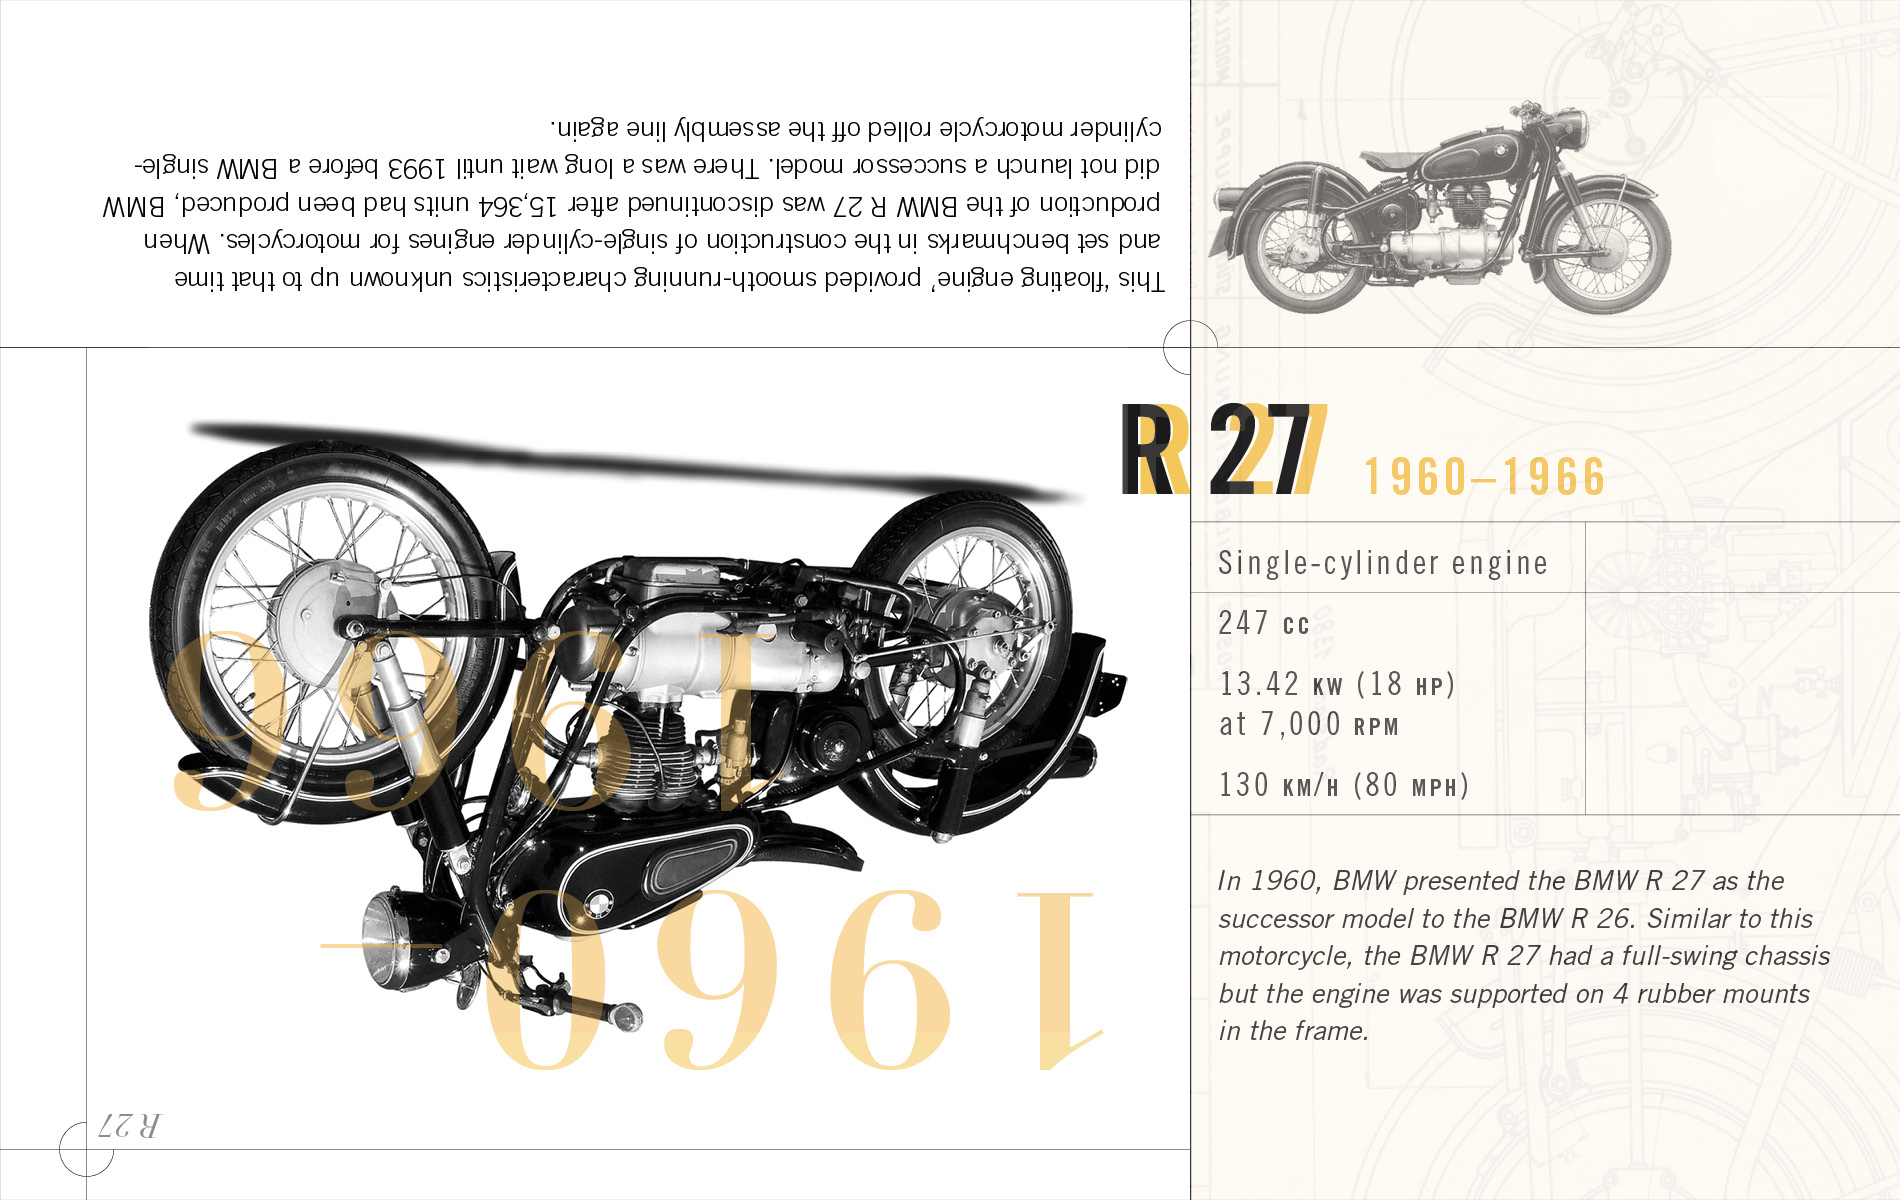 This ‘floating engine’ provided smooth-running characteristics unknown up to that time
and set benchmarks in the construction of single-cylinder engines for motorcycles. When
production of the BMW R 27 was discontinued after 15,364 units had been produced, BMW
did not launch a successor model. There was a long wait until 1993 before a BMW single-
cylinder motorcycle rolled off the assembly line again.
1960–
1966
R 27
R 27 1960–1966
Single-cylinder engine
247 CC
13.42 KW (18 HP)
at 7,000 RPM
130 KM/H (80 MPH)
In 1960, BMW presented the BMW R 27 as the
successor model to the BMW R 26. Similar to this
motorcycle, the BMW R 27 had a full-swing chassis
but the engine was supported on 4 rubber mounts
in the frame.